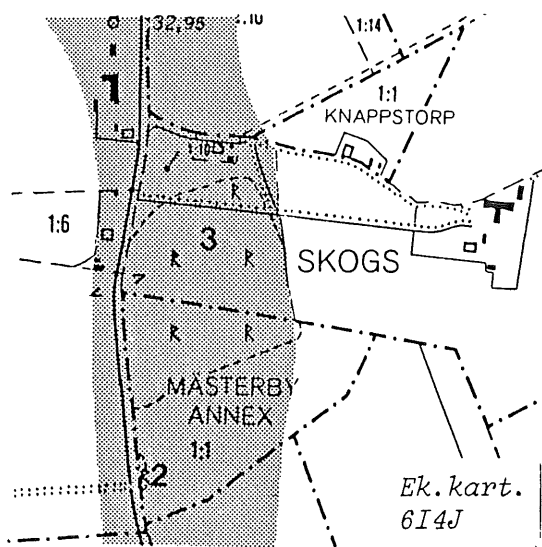 32,95
1:14
1
1:1
KNAPPSTORP
1:10
R
1:6
3
R R
SKOGS
R R
MÄSTERBY
ANNEX
1:1
2
Ek.kart.
6I4J